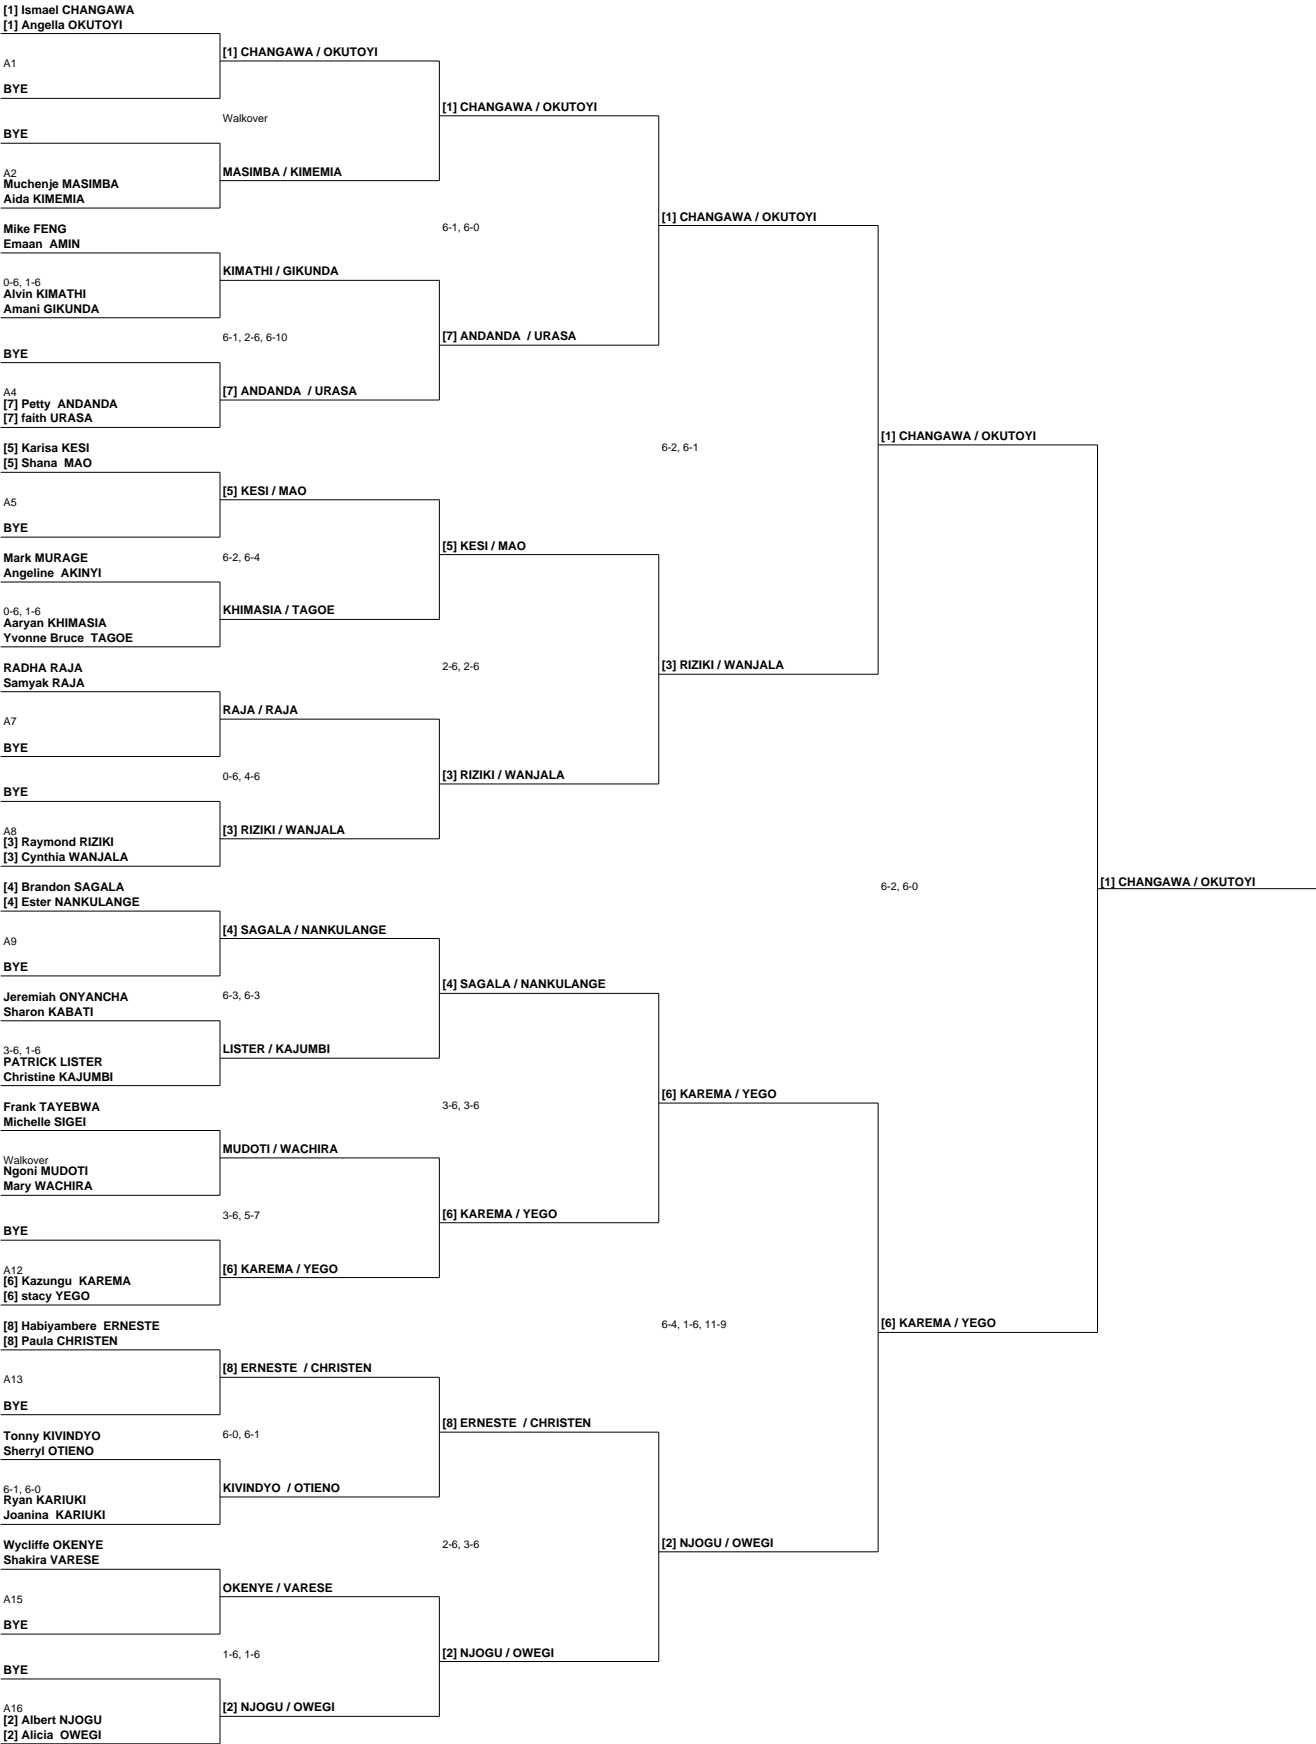 [1] Ismael CHANGAWA
[1] Angella OKUTOYI
[1] CHANGAWA / OKUTOYI
A1
BYE
[1] CHANGAWA / OKUTOYI
Walkover
BYE
MASIMBA / KIMEMIA
A2
Muchenje MASIMBA
Aida KIMEMIA
[1] CHANGAWA / OKUTOYI
Mike FENG
6-1, 6-0
Emaan AMIN
KIMATHI / GIKUNDA
0-6, 1-6
Alvin KIMATHI
Amani GIKUNDA
6-1, 2-6, 6-10
[7] ANDANDA / URASA
BYE
[7] ANDANDA / URASA
A4
[7] Petty ANDANDA
[7] faith URASA
[1] CHANGAWA / OKUTOYI
[5] Karisa KESI
6-2, 6-1
[5] Shana MAO
[5] KESI / MAO
A5
BYE
[5] KESI / MAO
Mark MURAGE
6-2, 6-4
Angeline AKINYI
KHIMASIA / TAGOE
0-6, 1-6
Aaryan KHIMASIA
Yvonne Bruce TAGOE
[3] RIZIKI / WANJALA
RADHA RAJA
2-6, 2-6
Samyak RAJA
RAJA / RAJA
A7
BYE
[3] RIZIKI / WANJALA
0-6, 4-6
BYE
[3] RIZIKI / WANJALA
A8
[3] Raymond RIZIKI
[3] Cynthia WANJALA
[1] CHANGAWA / OKUTOYI
[4] Brandon SAGALA
6-2, 6-0
[4] Ester NANKULANGE
[4] SAGALA / NANKULANGE
A9
BYE
[4] SAGALA / NANKULANGE
Jeremiah ONYANCHA
6-3, 6-3
Sharon KABATI
LISTER / KAJUMBI
3-6, 1-6
PATRICK LISTER
Christine KAJUMBI
[6] KAREMA / YEGO
Frank TAYEBWA
3-6, 3-6
Michelle SIGEI
MUDOTI / WACHIRA
Walkover
Ngoni MUDOTI
Mary WACHIRA
[6] KAREMA / YEGO
3-6, 5-7
BYE
[6] KAREMA / YEGO
A12
[6] Kazungu KAREMA
[6] stacy YEGO
[6] KAREMA / YEGO
[8] Habiyambere ERNESTE
6-4, 1-6, 11-9
[8] Paula CHRISTEN
[8] ERNESTE / CHRISTEN
A13
BYE
[8] ERNESTE / CHRISTEN
Tonny KIVINDYO
6-0, 6-1
Sherryl OTIENO
KIVINDYO / OTIENO
6-1, 6-0
Ryan KARIUKI
Joanina KARIUKI
[2] NJOGU / OWEGI
Wycliffe OKENYE
2-6, 3-6
Shakira VARESE
OKENYE / VARESE
A15
BYE
[2] NJOGU / OWEGI
1-6, 1-6
BYE
[2] NJOGU / OWEGI
A16
[2] Albert NJOGU
[2] Alicia OWEGI